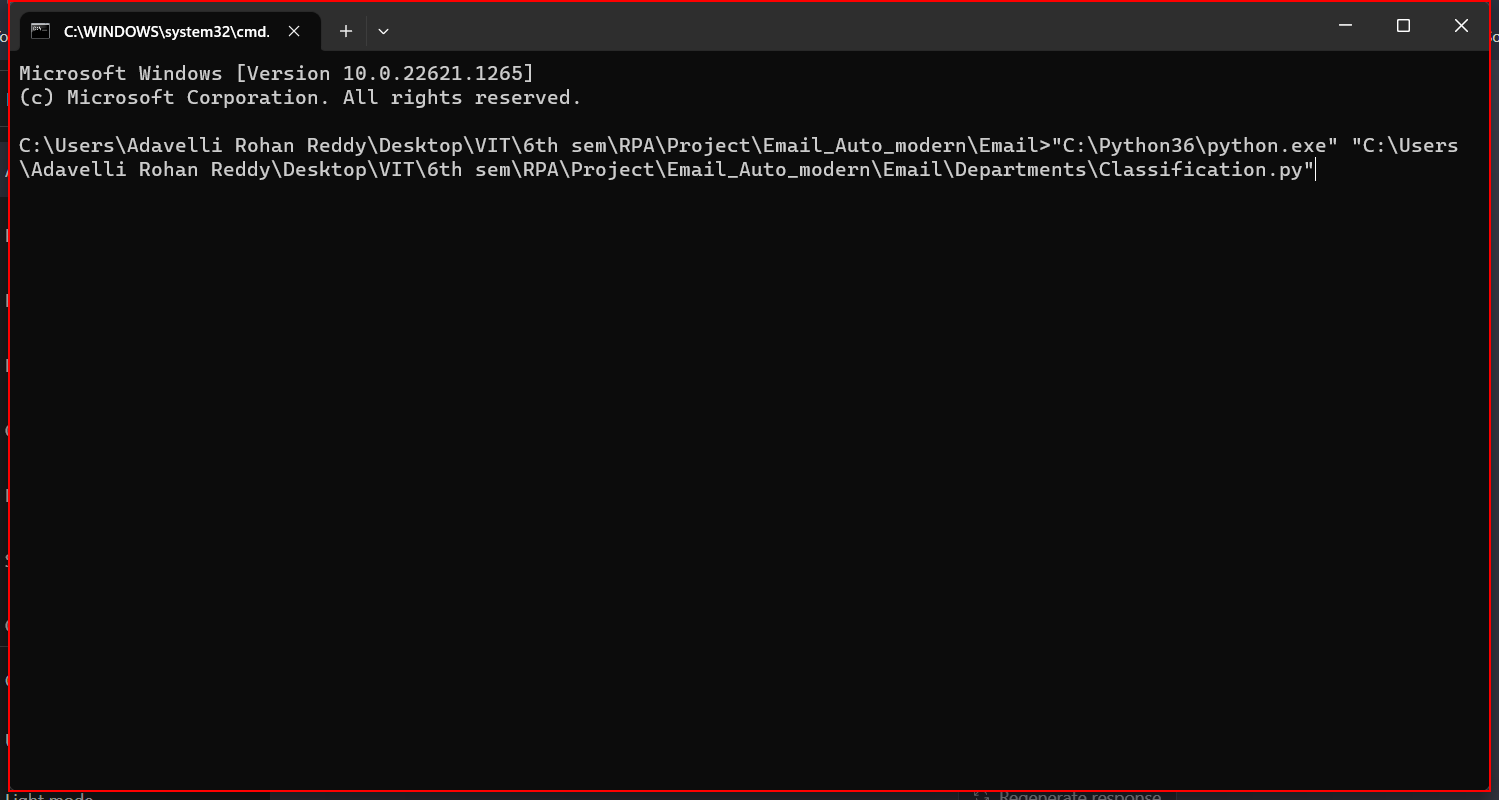 C:\WINDOWS\system32\cmd.
Microsoft Windows [Version 10.0.22621.1265]
(c) Microsoft Corporation. All rights reserved.
C:\Users\Adavelli Rohan Reddy\Desktop\VIT\6th sem\RPA\Project\Email_Auto_modern\Email>"C:\Python36\python.exe" "C:\Users
\Adavelli Rohan Reddy\Desktop\VIT\6th sem\RPA\Project\Email_Auto_modern\Email\Departments\Classification.py"
Light mode
Regenerate response